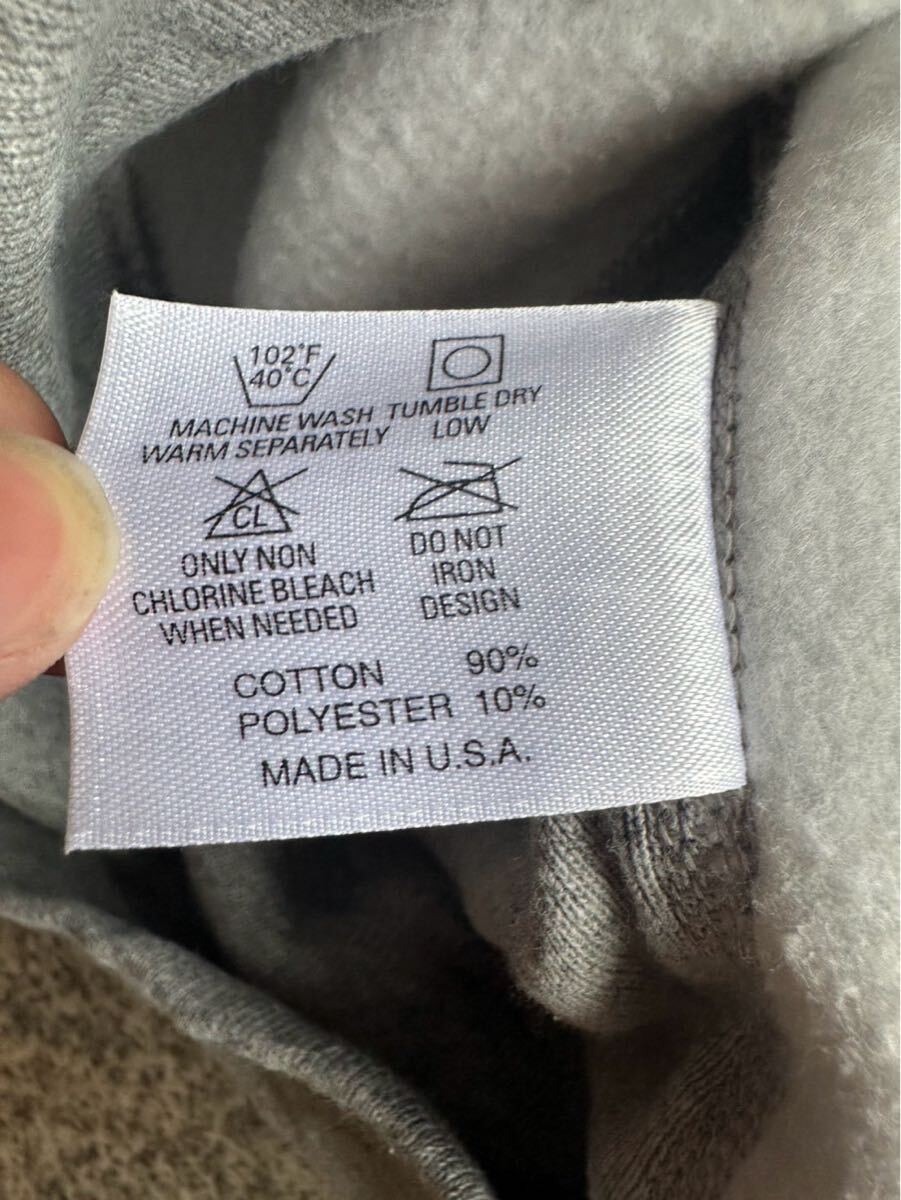 102°F
40°C
MACHINE WASH
WARM SEPARATELY
TUMBLE DRY
LOW
CL
ONLY NON
CHLORINE BLEACH
WHEN NEEDED
DO NOT
IRON
DESIGN
COTTON 90%
POLYESTER 10%
MADE IN U.S.A.